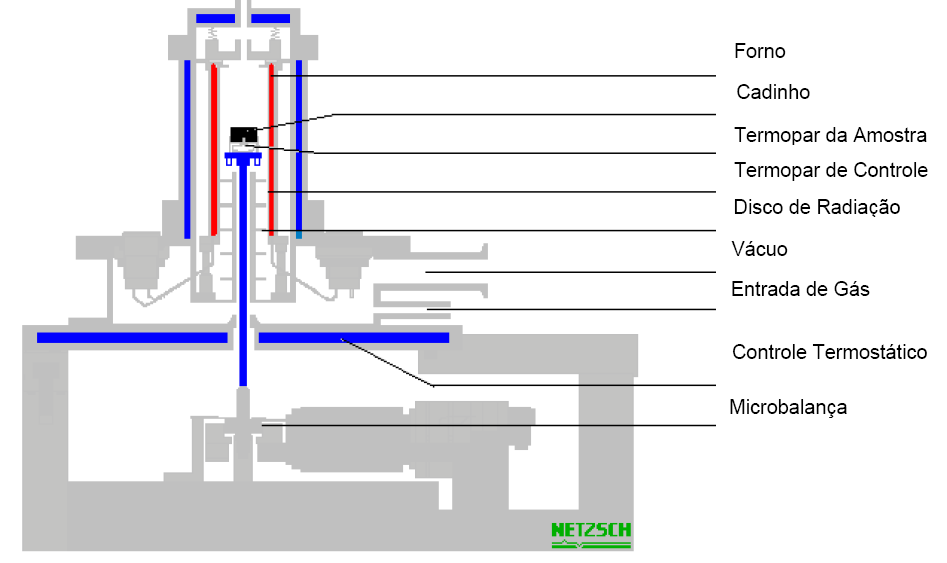 Forno
Cadinho
Termopar da Amostra
Termopar de Controle
Disco de Radiação
Vácuo
Entrada de Gás
Controle Termostático
Microbalança
NETZSCH